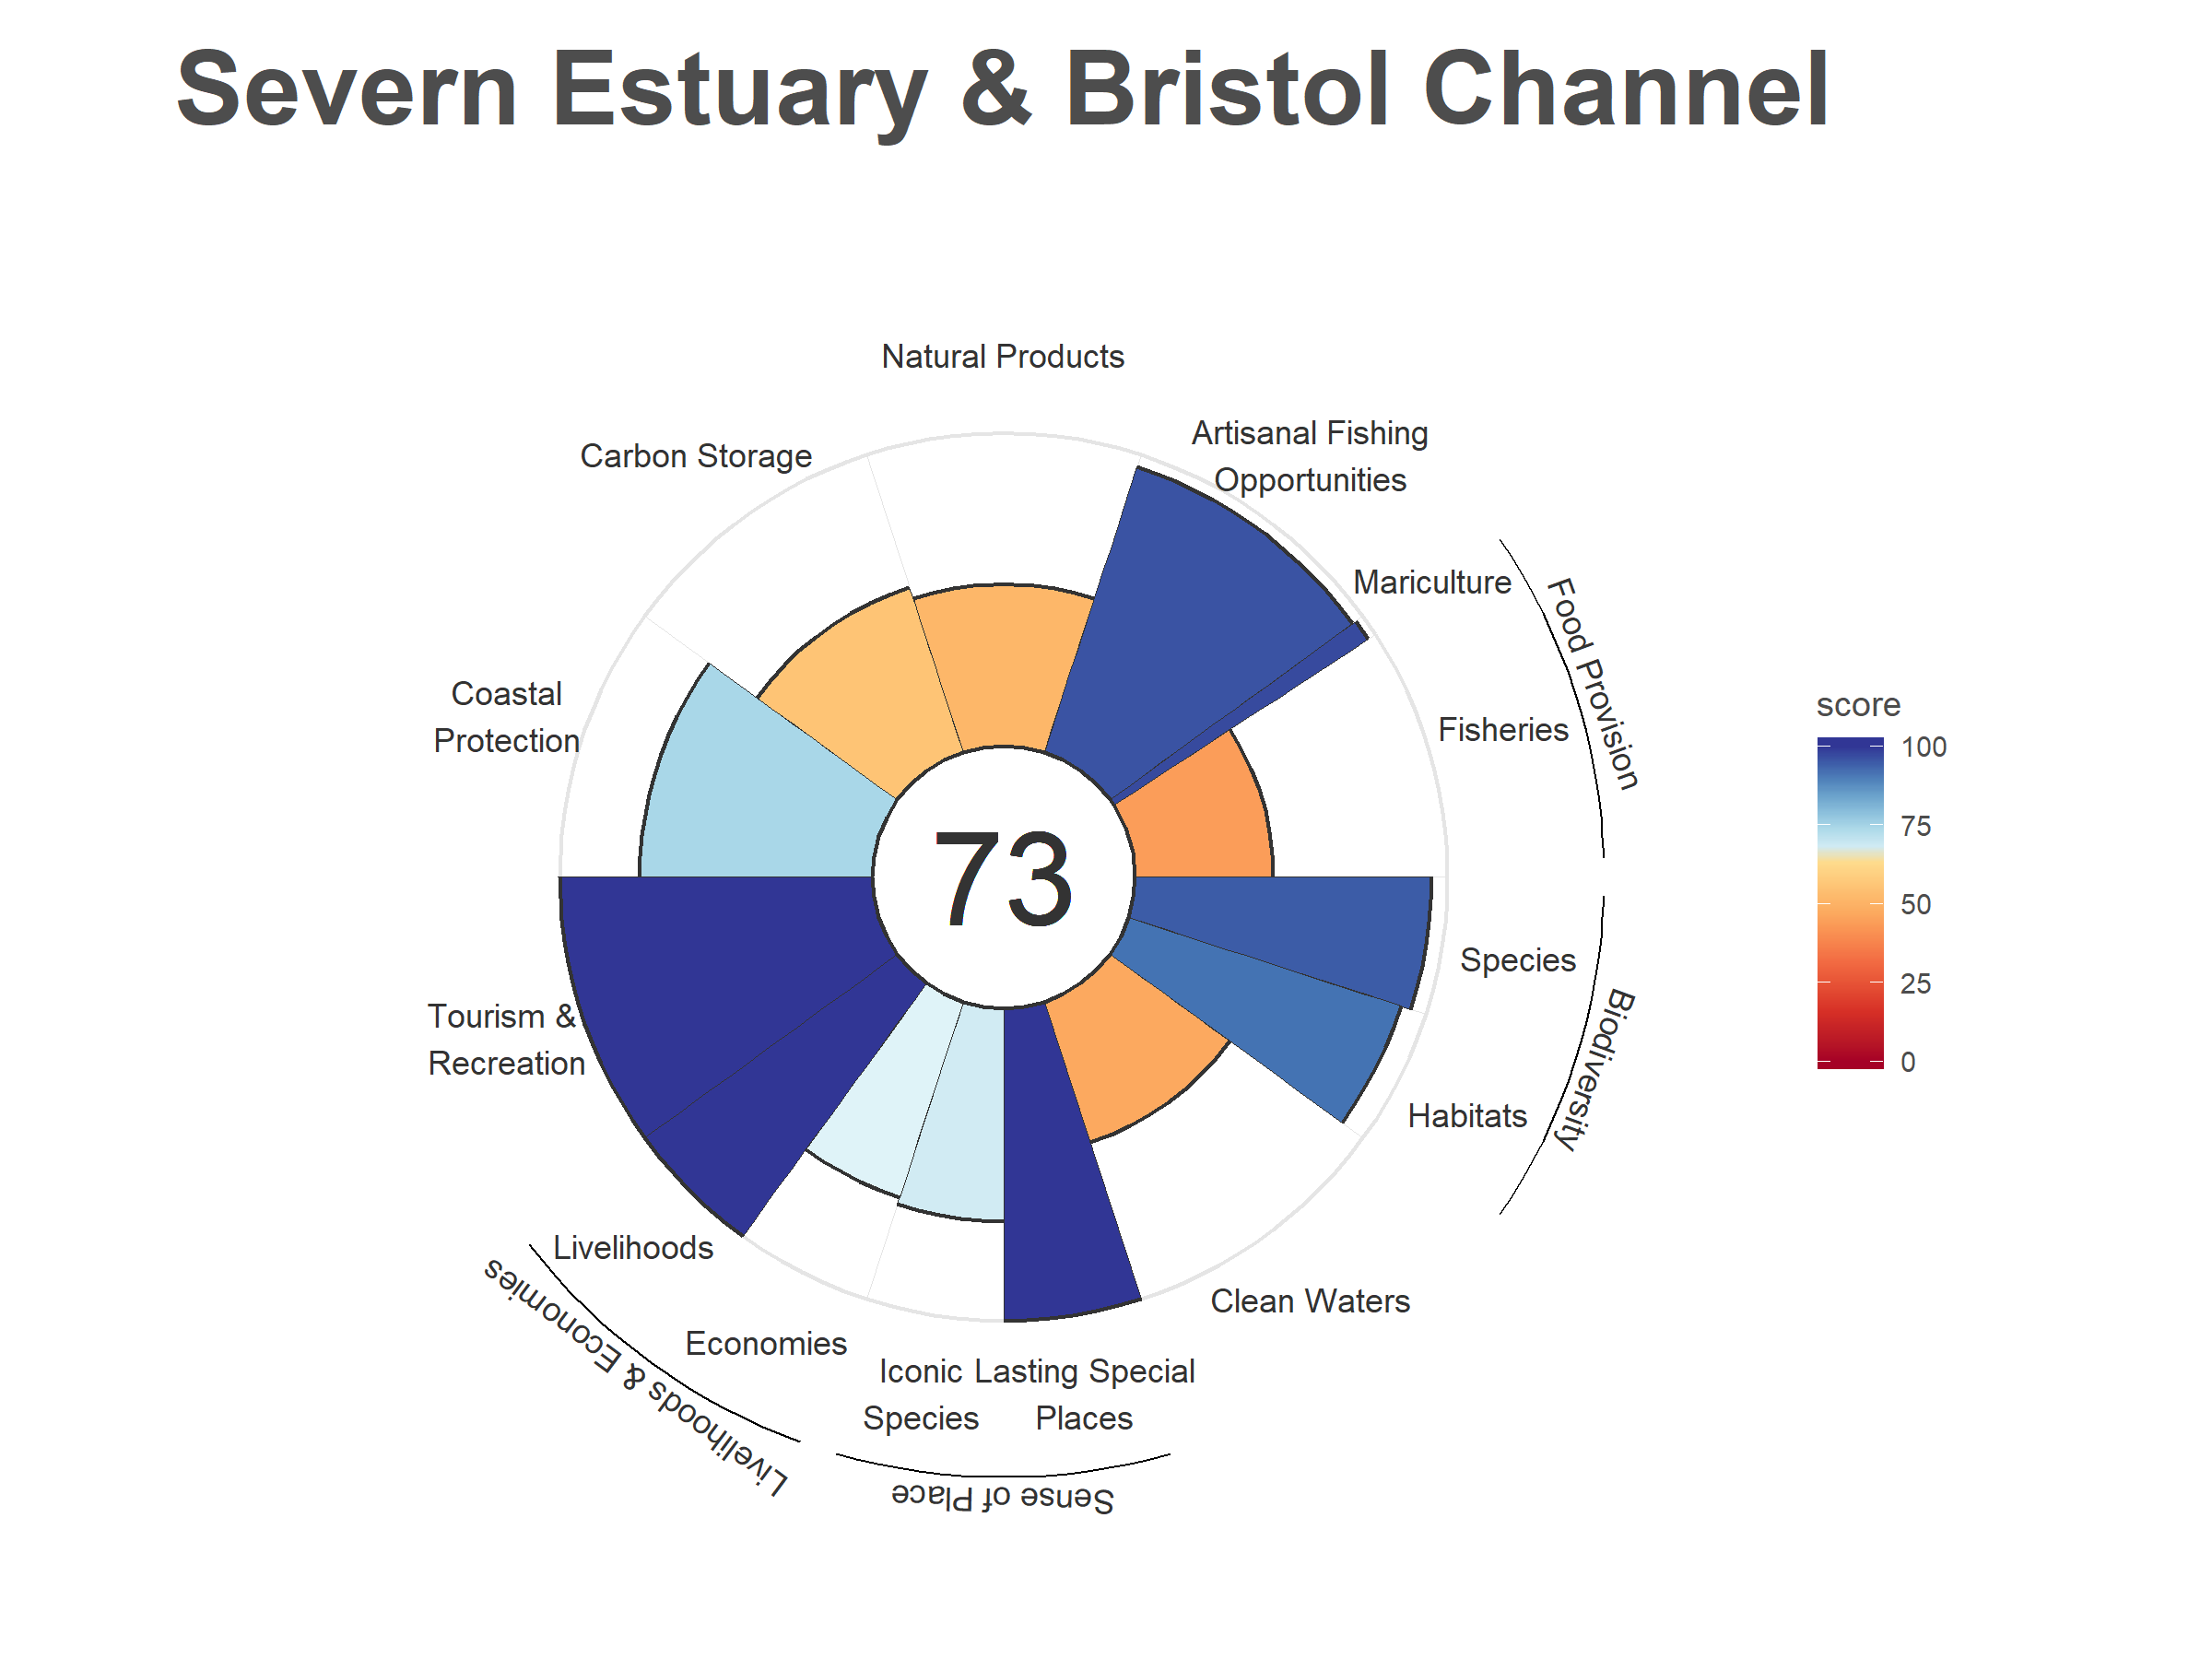 Severn Estuary & Bristol Channel
Natural Products
Artisanal Fishing
Opportunities
Carbon Storage
Mariculture
Food Provision
Fisheries
Coastal
Protection
score
100
75
50
25
0
73
Species
Biodiversity
Habitats
Tourism &
Recreation
Livelihoods
Livelihoods & Economies
Economies
Clean Waters
Iconic
Species
Lasting Special
Places
Sense of Place